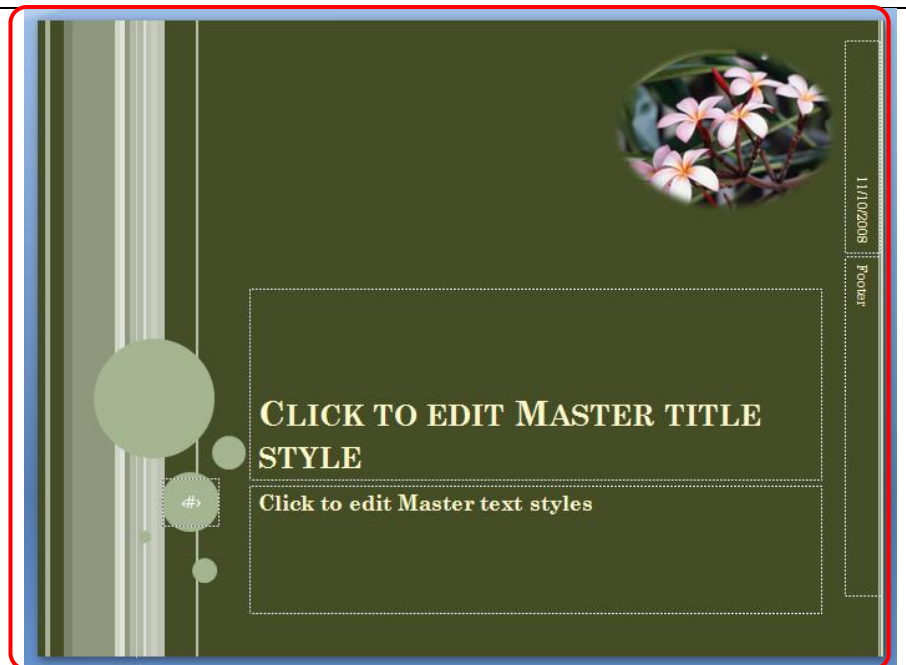 11/10/2008
Footer
Click to edit Master title
style
‹#›
Click to edit Master text styles